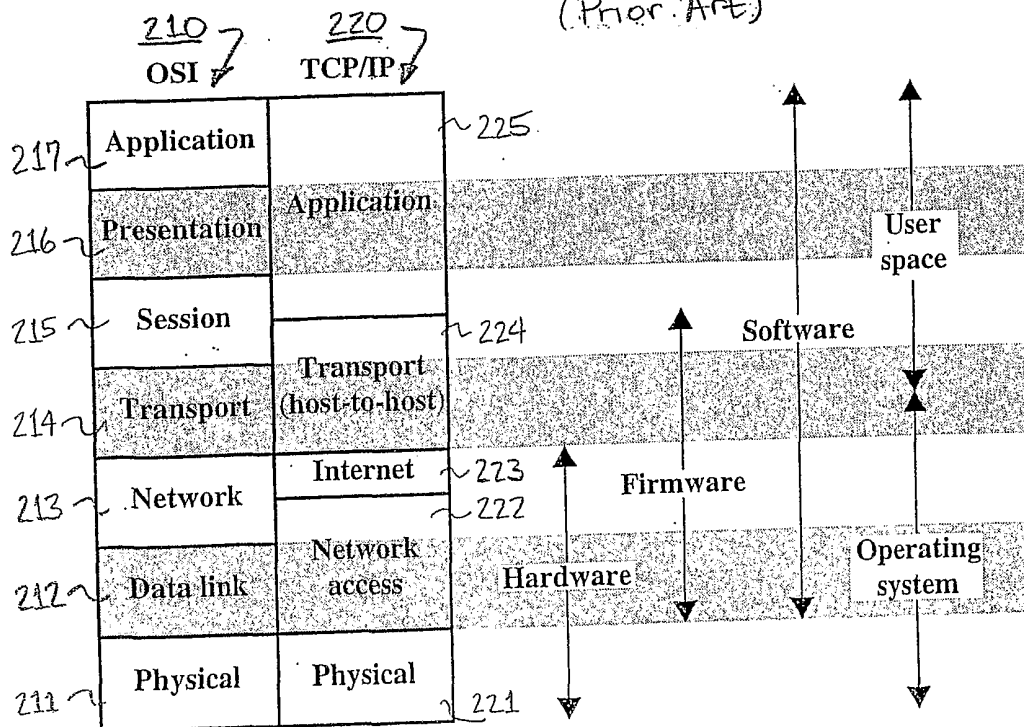 (Prior Art)
210 220
OSI TCP/IP
217 Application 225
216 Presentation Application User space
215 Session 224 Software
214 Transport Transport (host-to-host)
213 Network Internet 223 Firmware
222
212 Data link Network access Hardware Operating system
211 Physical Physical 221